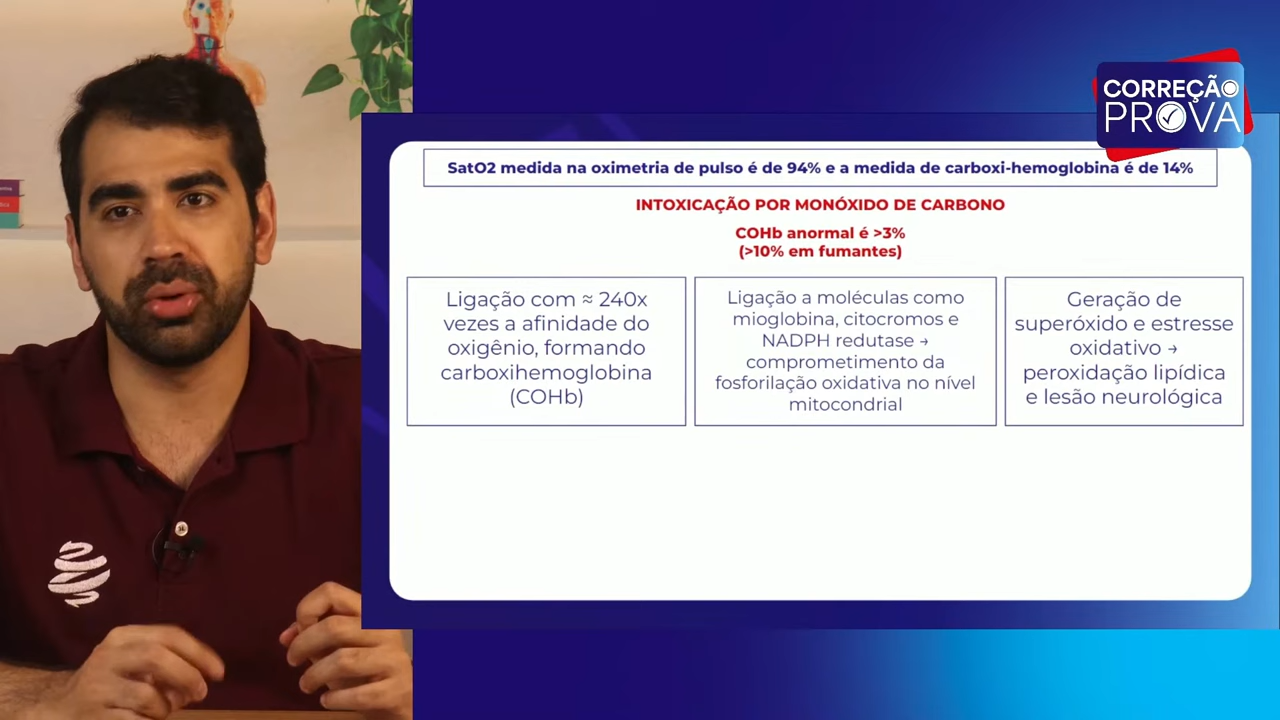 CORREÇÃO
PROVA
SatO2 medida na oximetria de pulso é de 94% e a medida de carboxi-hemoglobina é de 14%
INTOXICAÇÃO POR MONÓXIDO DE CARBONO
COHb anormal é >3%
(>10% em fumantes)
Ligação com ≈ 240x
vezes a afinidade do
oxigênio, formando
carboxihemoglobina
(COHb)
Ligação a moléculas como
mioglobina, citocromos e
NADPH redutase →
comprometimento da
fosforilação oxidativa no nível
mitocondrial
Geração de
superóxido e estresse
oxidativo →
peroxidação lipídica
e lesão neurológica